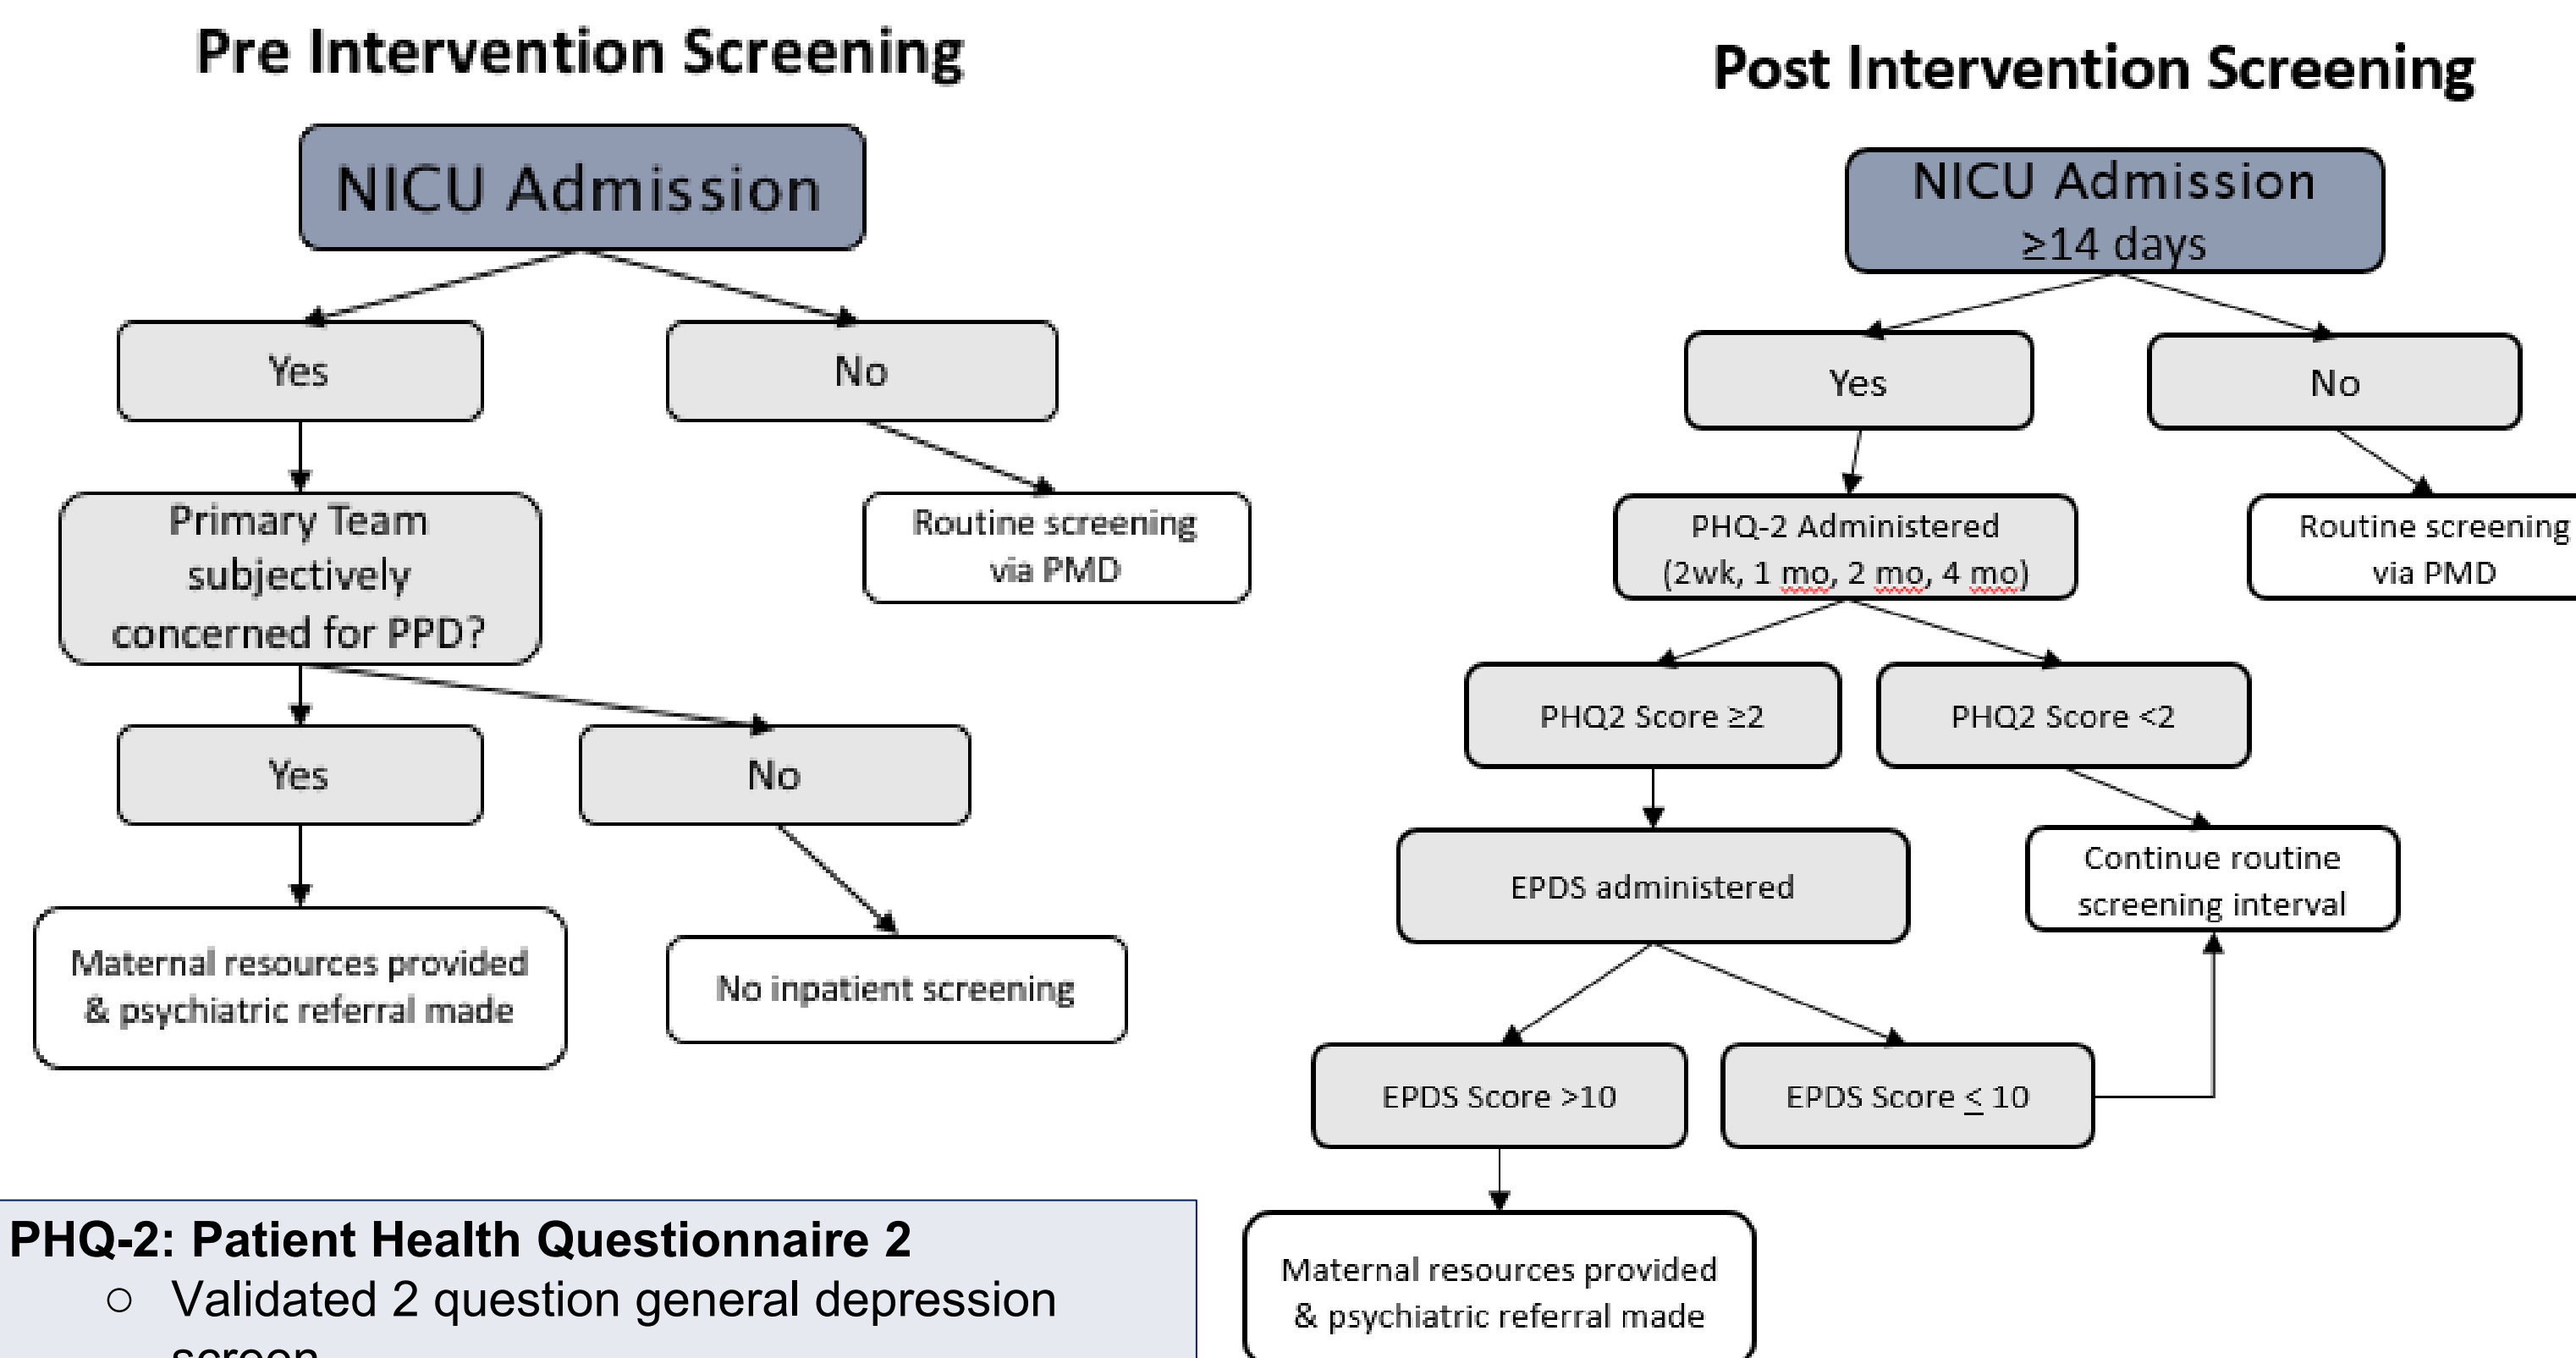 Pre Intervention Screening
NICU Admission
Yes
No
Primary Team
subjectively
concerned for PPD?
Routine screening
via PMD
Yes
No
Maternal resources provided
& psychiatric referral made
No inpatient screening
PHQ-2: Patient Health Questionnaire 2
○ Validated 2 question general depression
screen
Post Intervention Screening
NICU Admission
≥14 days
Yes
No
PHQ-2 Administered
(2wk, 1 mo, 2 mo, 4 mo)
Routine screening
via PMD
PHQ2 Score ≥2
PHQ2 Score <2
EPDS administered
Continue routine
screening interval
EPDS Score >10
EPDS Score ≤ 10
Maternal resources provided
& psychiatric referral made